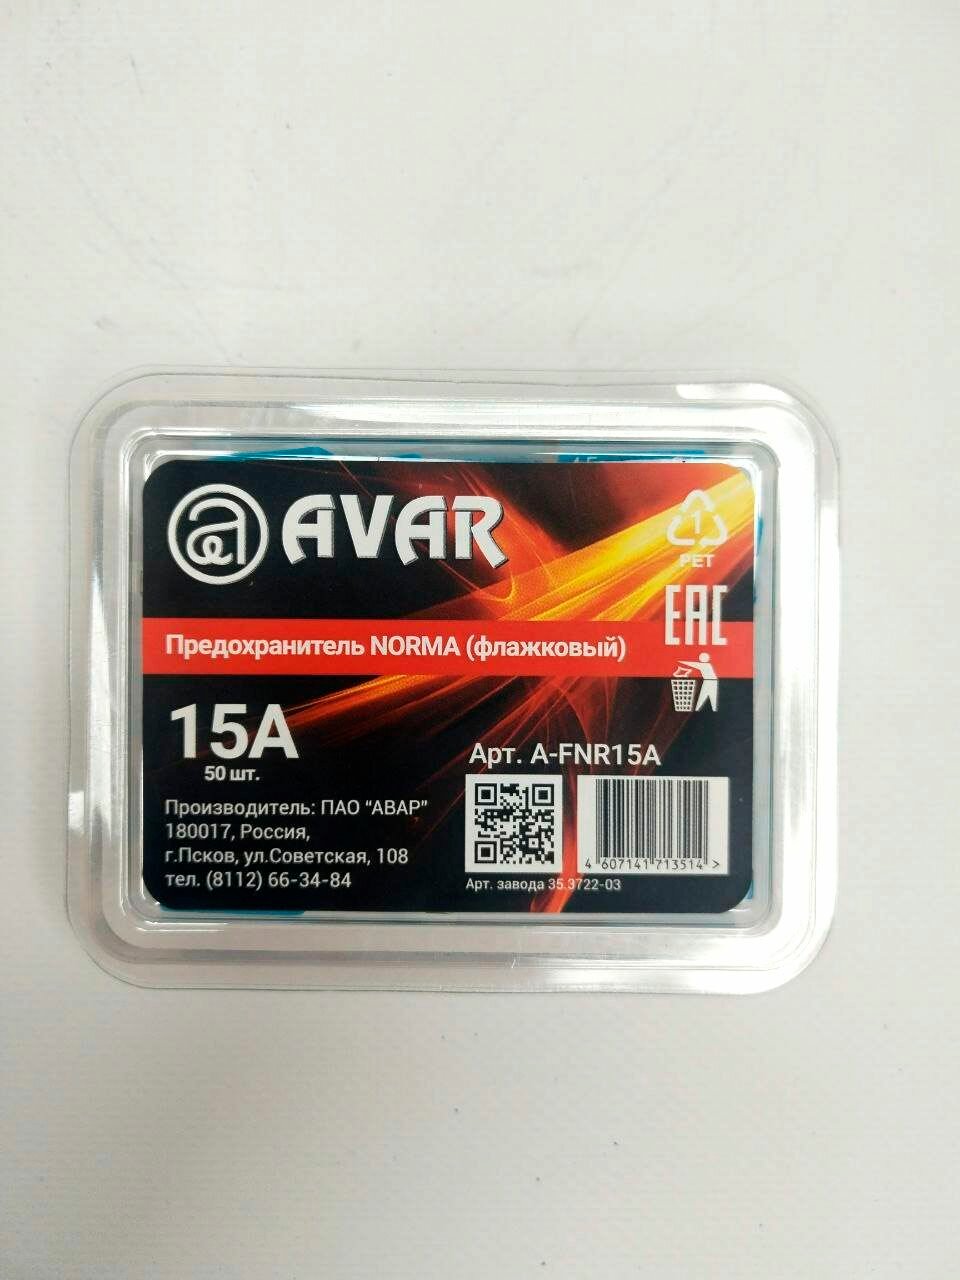 AVAR
1
PET
EAC
Предохранитель NORMA (флажковый)
15A
50 шт.
Арт. A-FNR15A
Производитель: ПАО "АВАР"
180017, Россия,
г.Псков, ул.Советская, 108
тел. (8112) 66-34-84
4 607141 713514 >
Арт. завода 35.3722-03